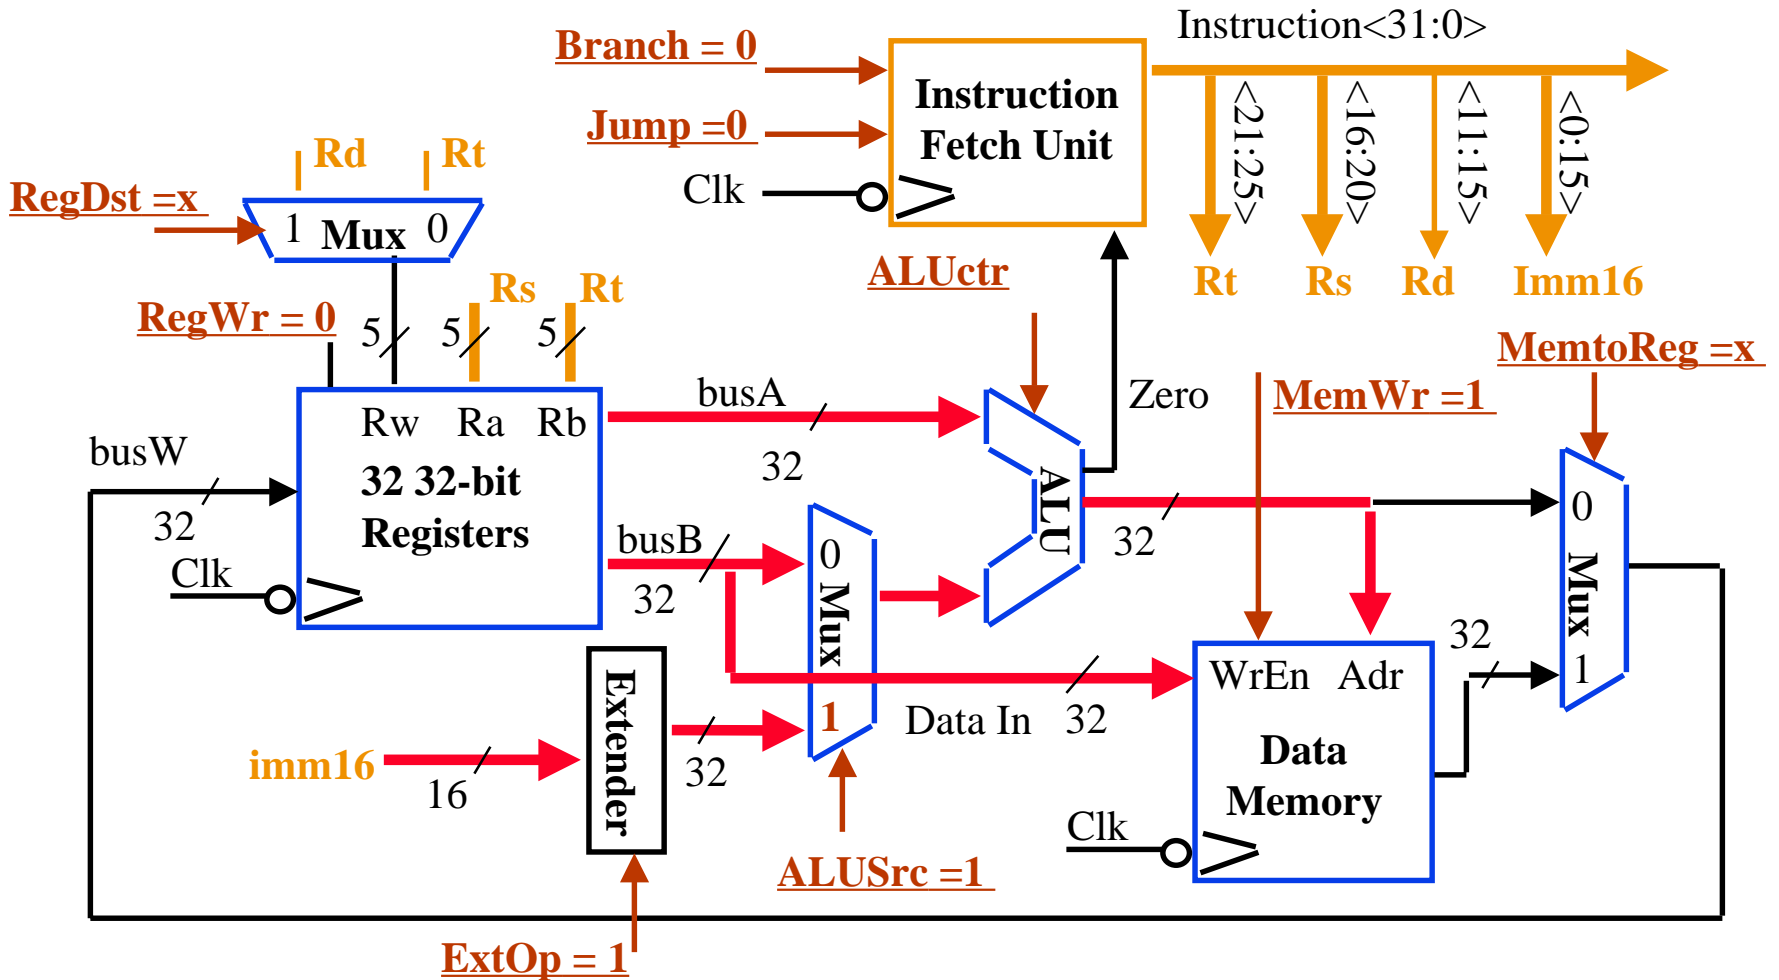 Instruction<31:0>
Branch = 0
Instruction
Fetch Unit
Jump =0
Clk
<21:25>
<16:20>
<11:15>
<0:15>
Rt
Rs
Rd
Imm16
Rd
Rt
RegDst =x
1 Mux 0
RegWr = 0
5
5
Rs
5
Rt
ALUctr
Zero
MemWr =1
MemtoReg =x
busW
32
Rw Ra Rb
32 32-bit
Registers
Clk
busA
32
busB
32
0
Mux
1
ALU
32
0
Mux
1
imm16
16
Extender
32
Data In
32
WrEn Adr
Data
Memory
Clk
32
ALUSrc =1
ExtOp = 1